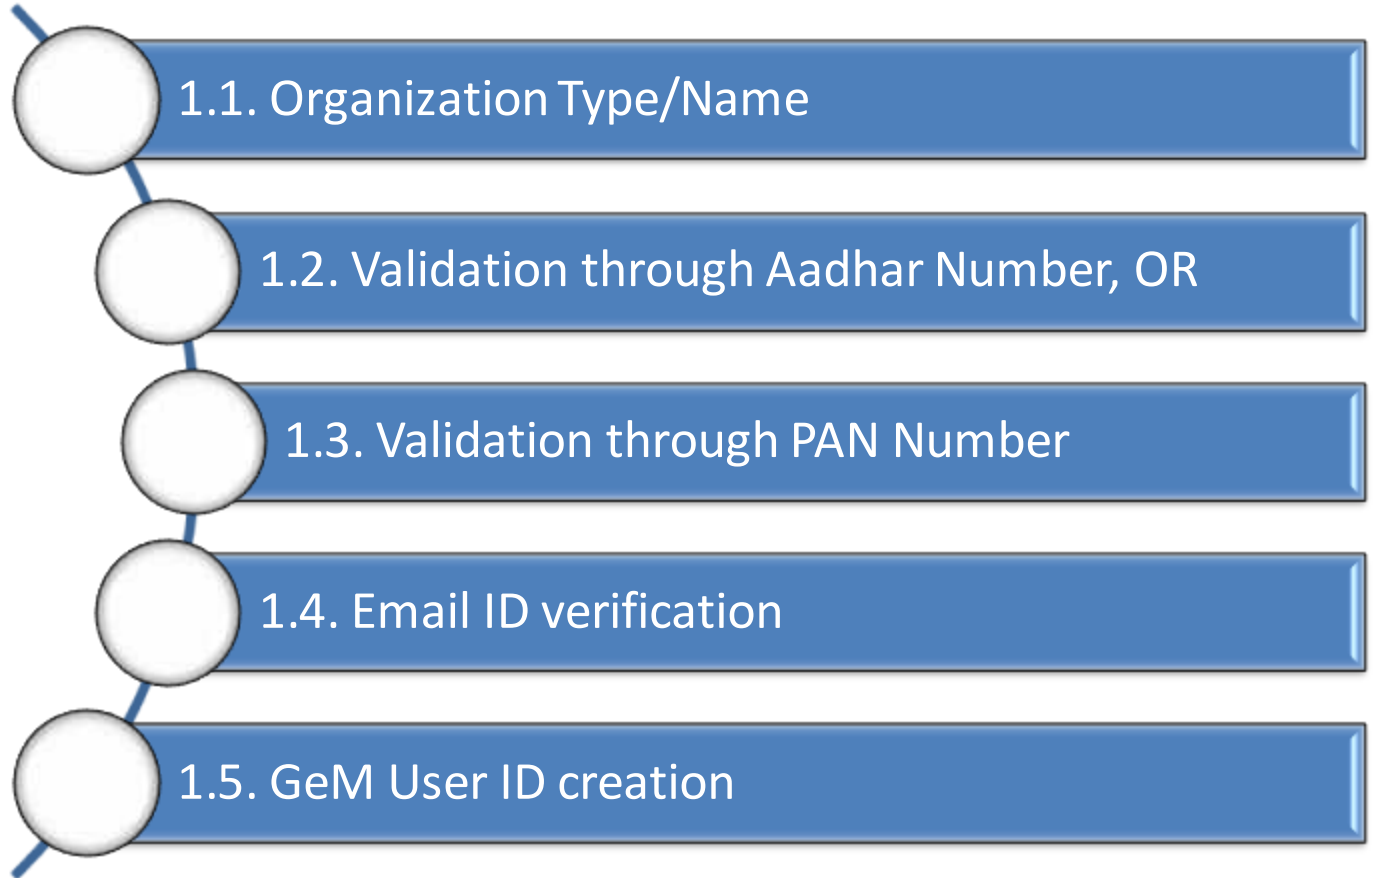 1.1. Organization Type/Name
1.2. Validation through Aadhar Number, OR
1.3. Validation through PAN Number
1.4. Email ID verification
1.5. GeM User ID creation